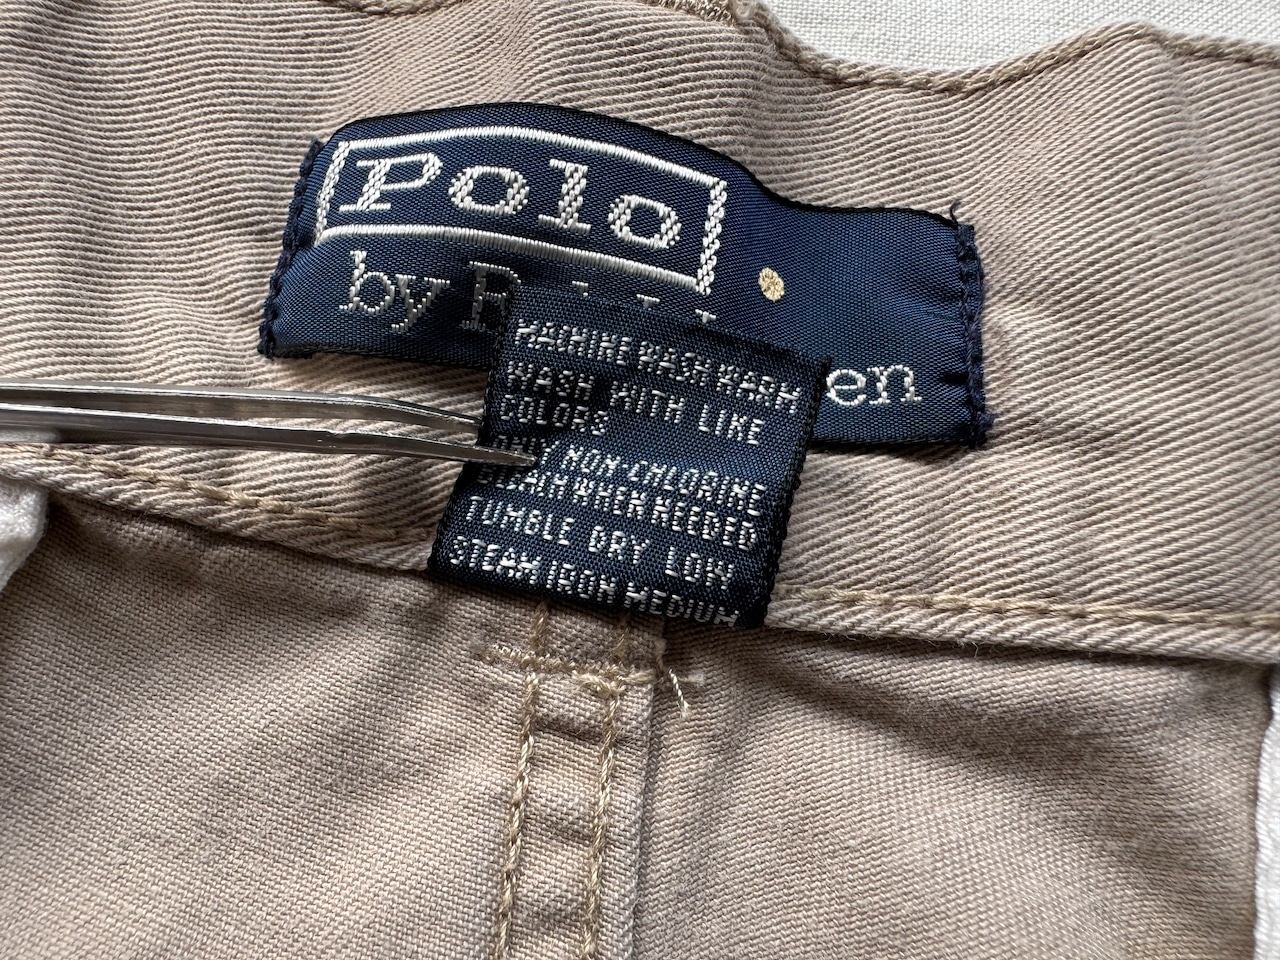 Polo
by
en
MACHINE WASH WARM
WASH WITH LIKE
COLORS
ONLY NON-CHLORINE
WHEN NEEDED
TUMBLE DRY LOW
STEAM IRON MEDIUM